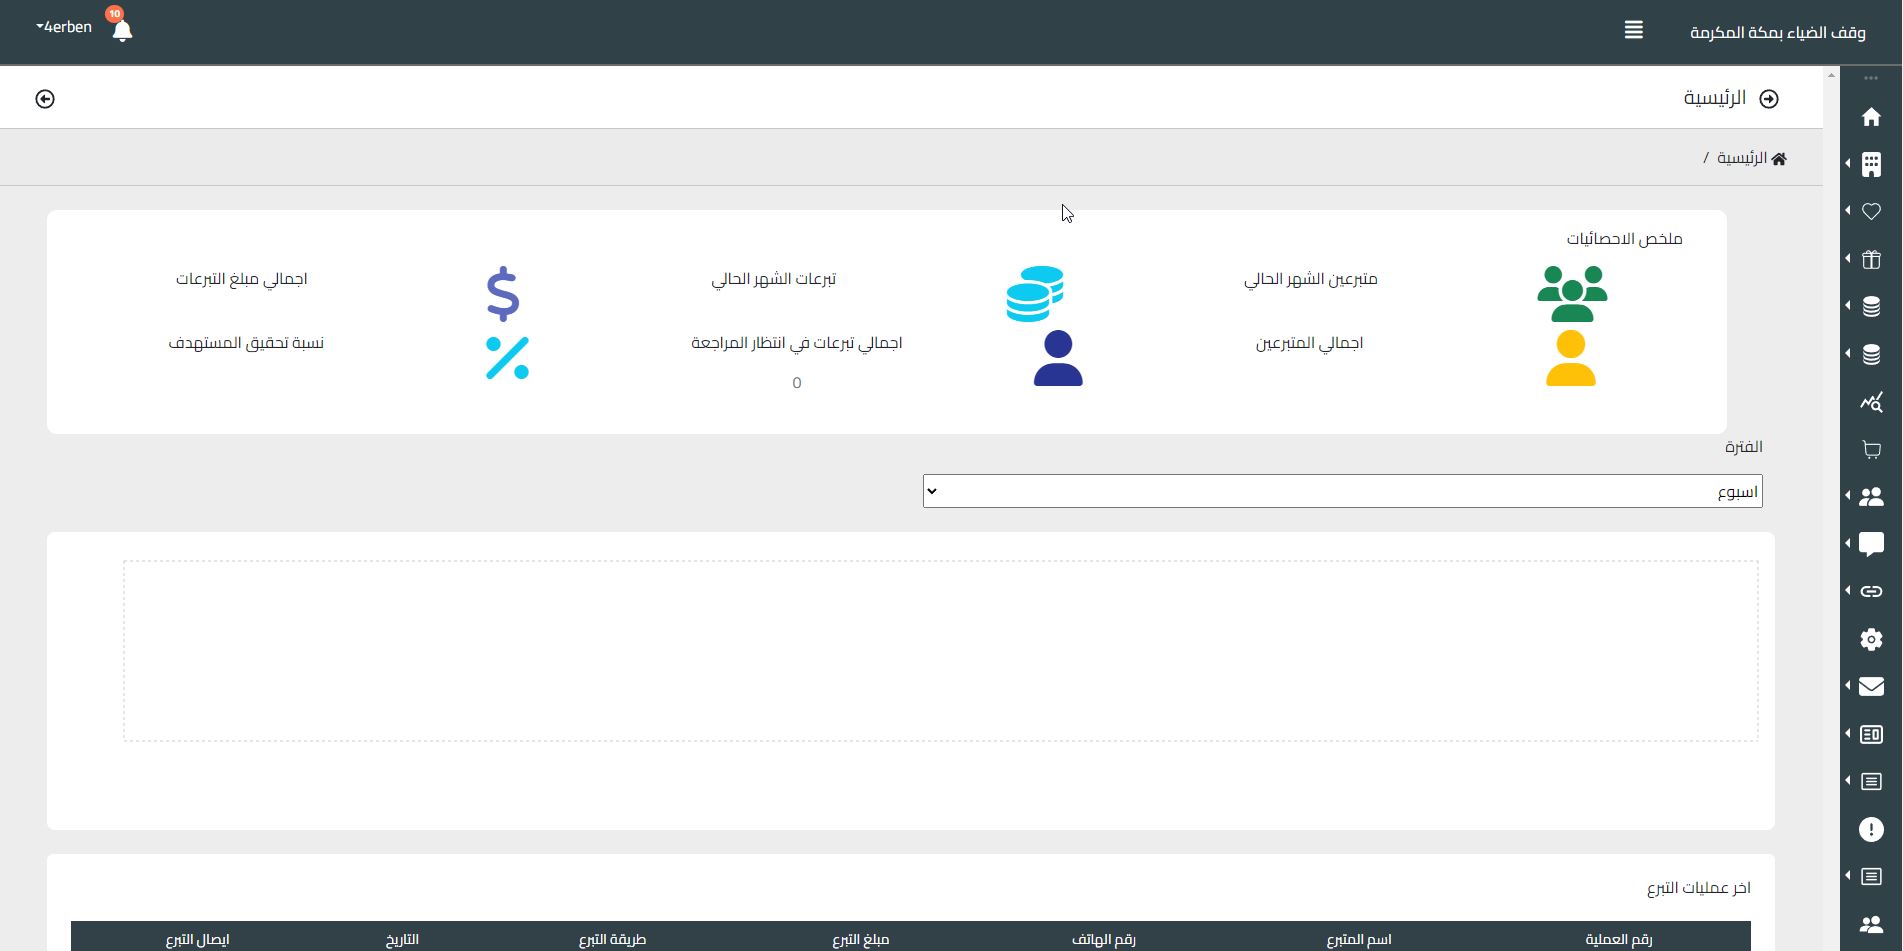 وقف الضياء بمكة المكرمة
4erben
10
الرئيسية
الرئيسية /
ملخص الاحصائيات
متبرعين الشهر الحالي
تبرعات الشهر الحالي
اجمالي مبلغ التبرعات
اجمالي المتبرعين
اجمالي تبرعات في انتظار المراجعة
0
نسبة تحقيق المستهدف
الفترة
اسبوع
اخر عمليات التبرع
رقم العملية
اسم المتبرع
رقم الهاتف
مبلغ التبرع
طريقة التبرع
التاريخ
ايصال التبرع